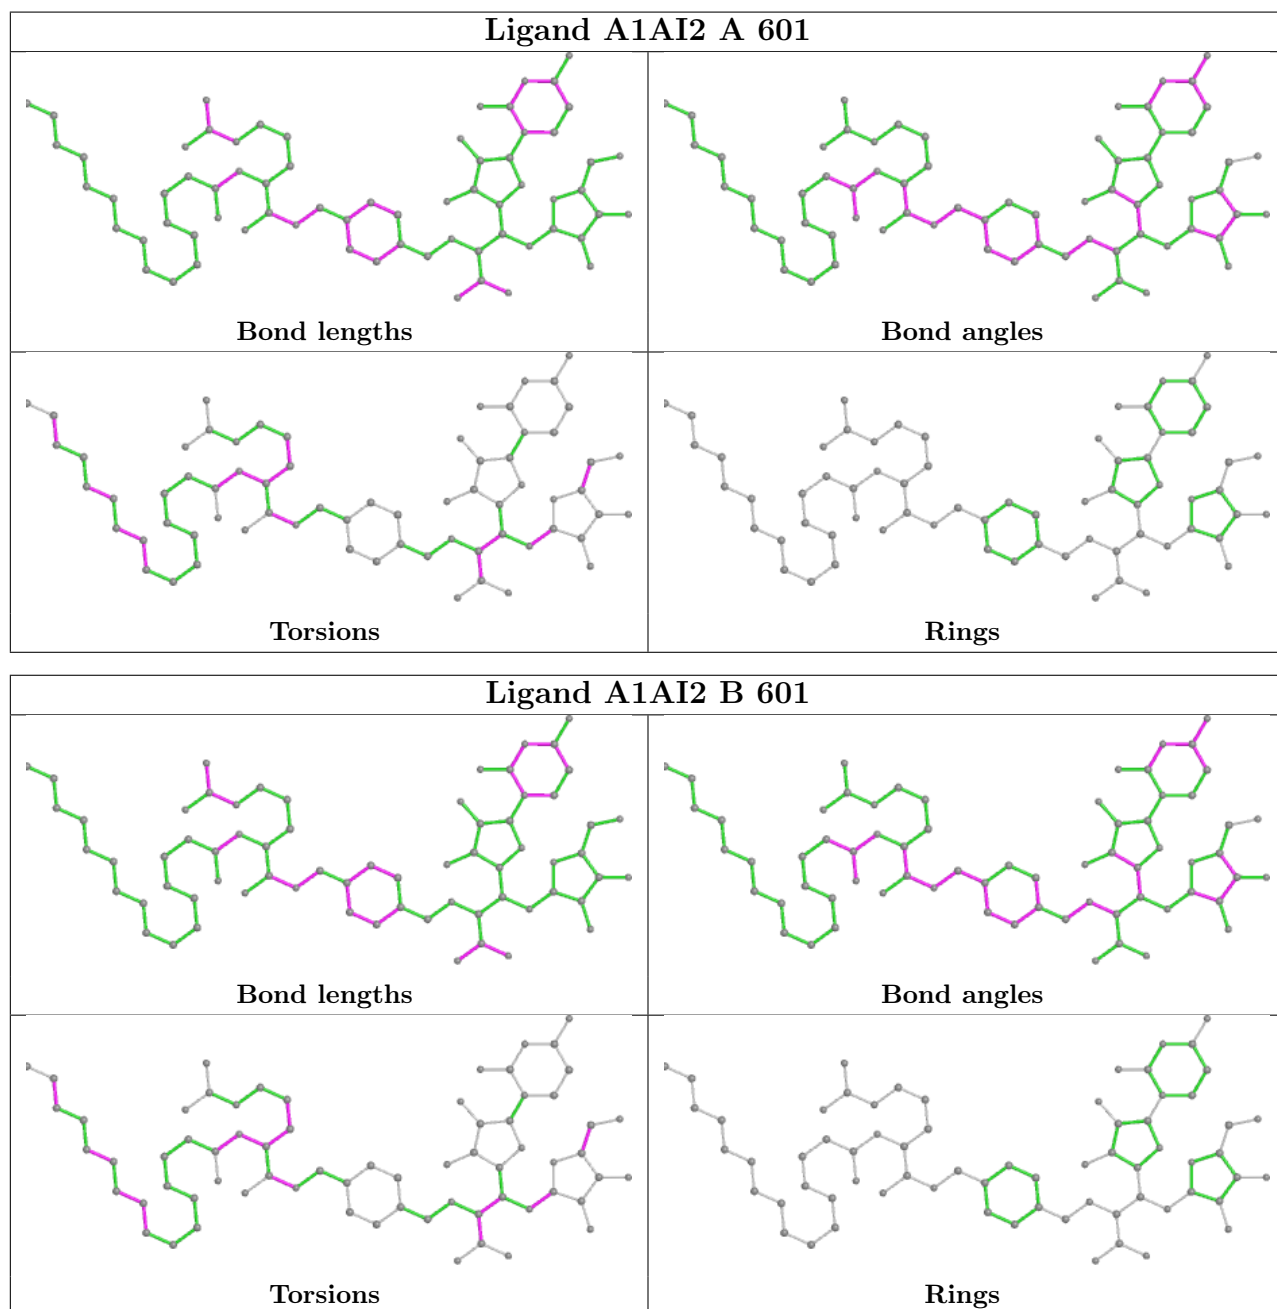 Ligand A1AI2 A 601
Bond lengths
Bond angles
Torsions
Rings
Ligand A1AI2 B 601
Bond lengths
Bond angles
Torsions
Rings